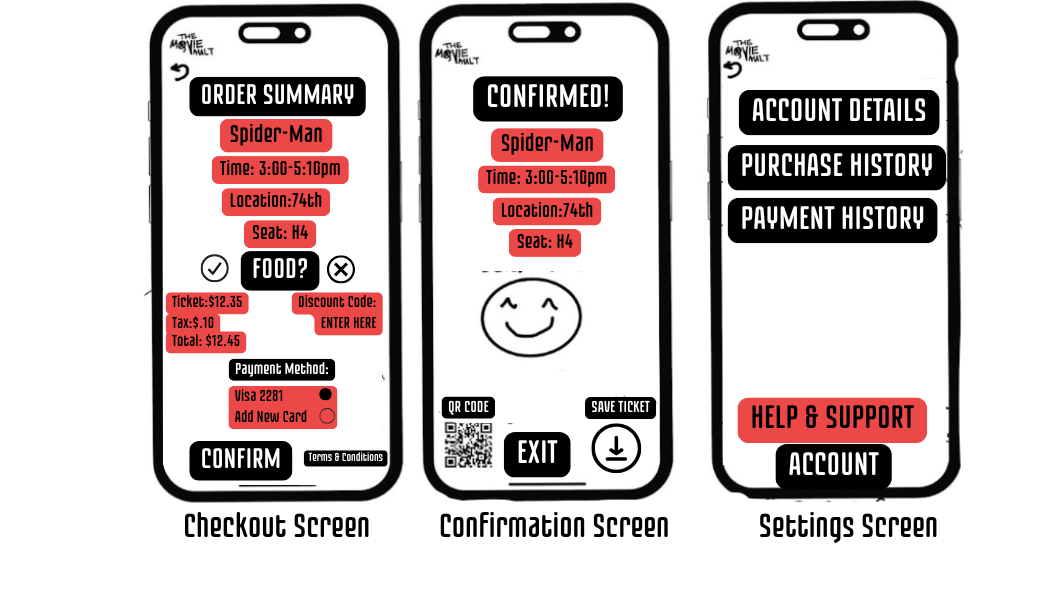 THE
MOVIE
VAULT
ORDER SUMMARY
Spider-Man
Time: 3:00-5:10pm
Location:74th
Seat: H4
FOOD?
Ticket:$12.35
Tax:$.10
Total: $12.45
Discount Code:
ENTER HERE
Payment Method:
Visa 2281
Add New Card
CONFIRM
Terms & Conditions
Checkout Screen
THE
MOVIE
VAULT
CONFIRMED!
Spider-Man
Time: 3:00-5:10pm
Location:74th
Seat: H4
QR CODE
SAVE TICKET
EXIT
Confirmation Screen
THE
MOVIE
VAULT
ACCOUNT DETAILS
PURCHASE HISTORY
PAYMENT HISTORY
HELP & SUPPORT
ACCOUNT
Settings Screen